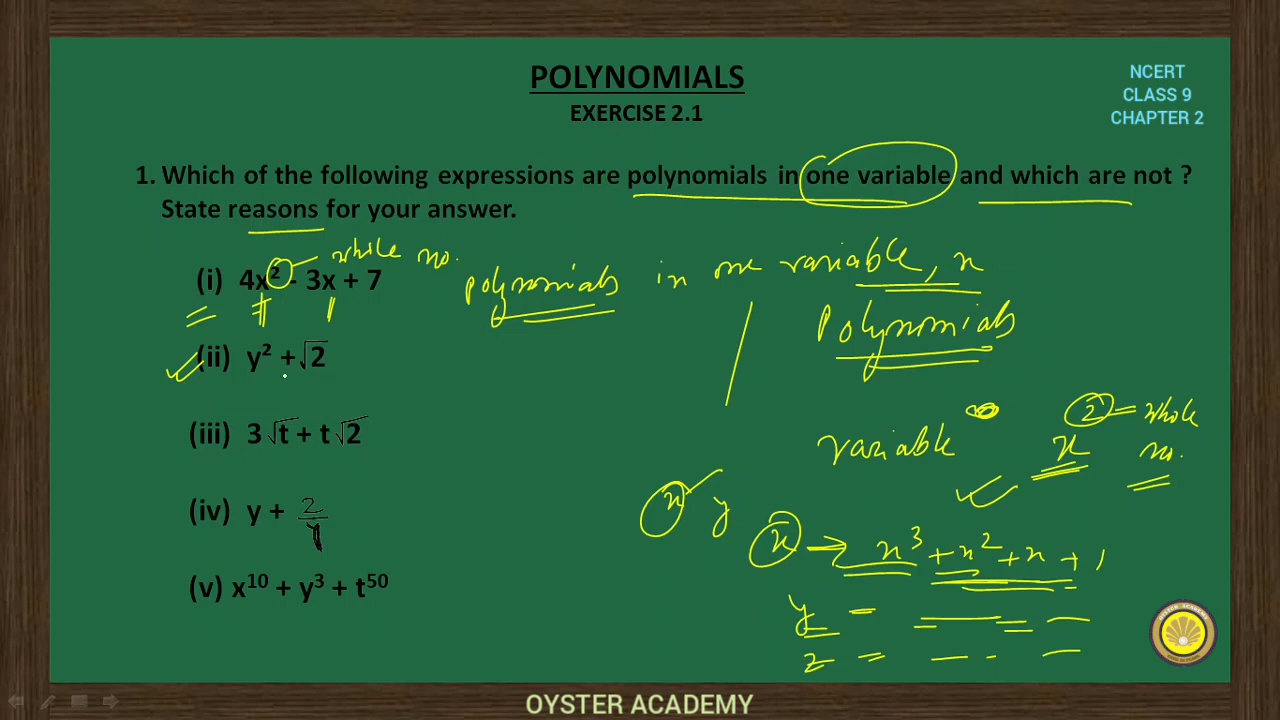 POLYNOMIALS
EXERCISE 2.1
NCERT
CLASS 9
CHAPTER 2
1. Which of the following expressions are polynomials in one variable and which are not ?
State reasons for your answer.
whole no.
(i) 4x² - 3x + 7
polynomials in one variable, x
Polynomials
(ii) y² + √2
2 = whole
no.
variable
x
(iii) 3√t + t√2
x y
(iv) y + 2/y
x → x³ + x² + x + 1
(v) x¹⁰ + y³ + t⁵⁰
y =
z =
OYSTER ACADEMY
OYSTER ACADEMY